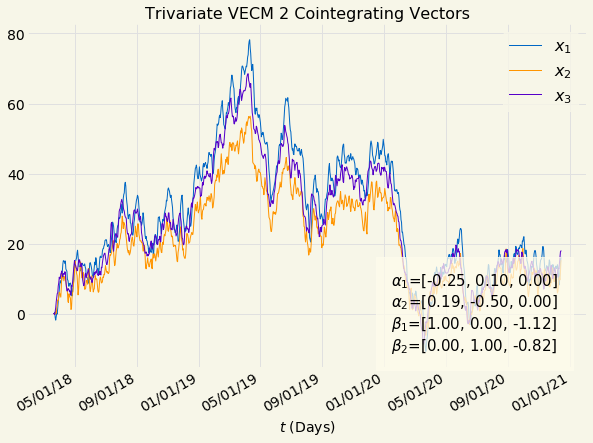 Trivariate VECM 2 Cointegrating Vectors
80
60
40
20
0
x₁
x₂
x₃
α₁=[-0.25, 0.10, 0.00]
α₂=[0.19, -0.50, 0.00]
β₁=[1.00, 0.00, -1.12]
β₂=[0.00, 1.00, -0.82]
05/01/18 09/01/18 01/01/19 05/01/19 09/01/19 01/01/20 05/01/20 09/01/20 01/01/21
t (Days)